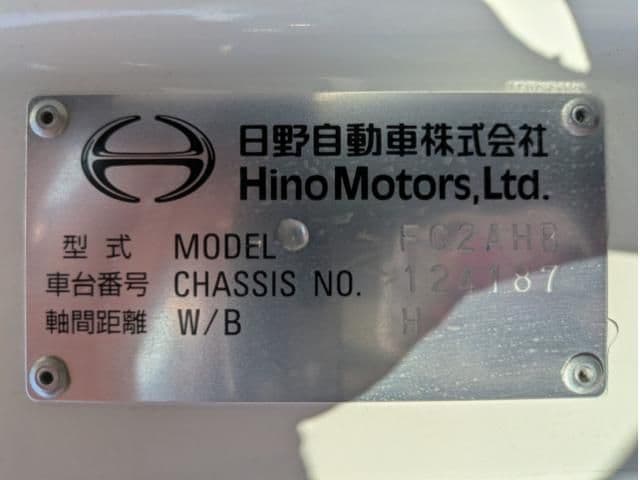 日野自動車株式会社
Hino Motors, Ltd.
型式 MODEL FG2AHB
車台番号 CHASSIS NO. 124187
軸間距離 W/B H